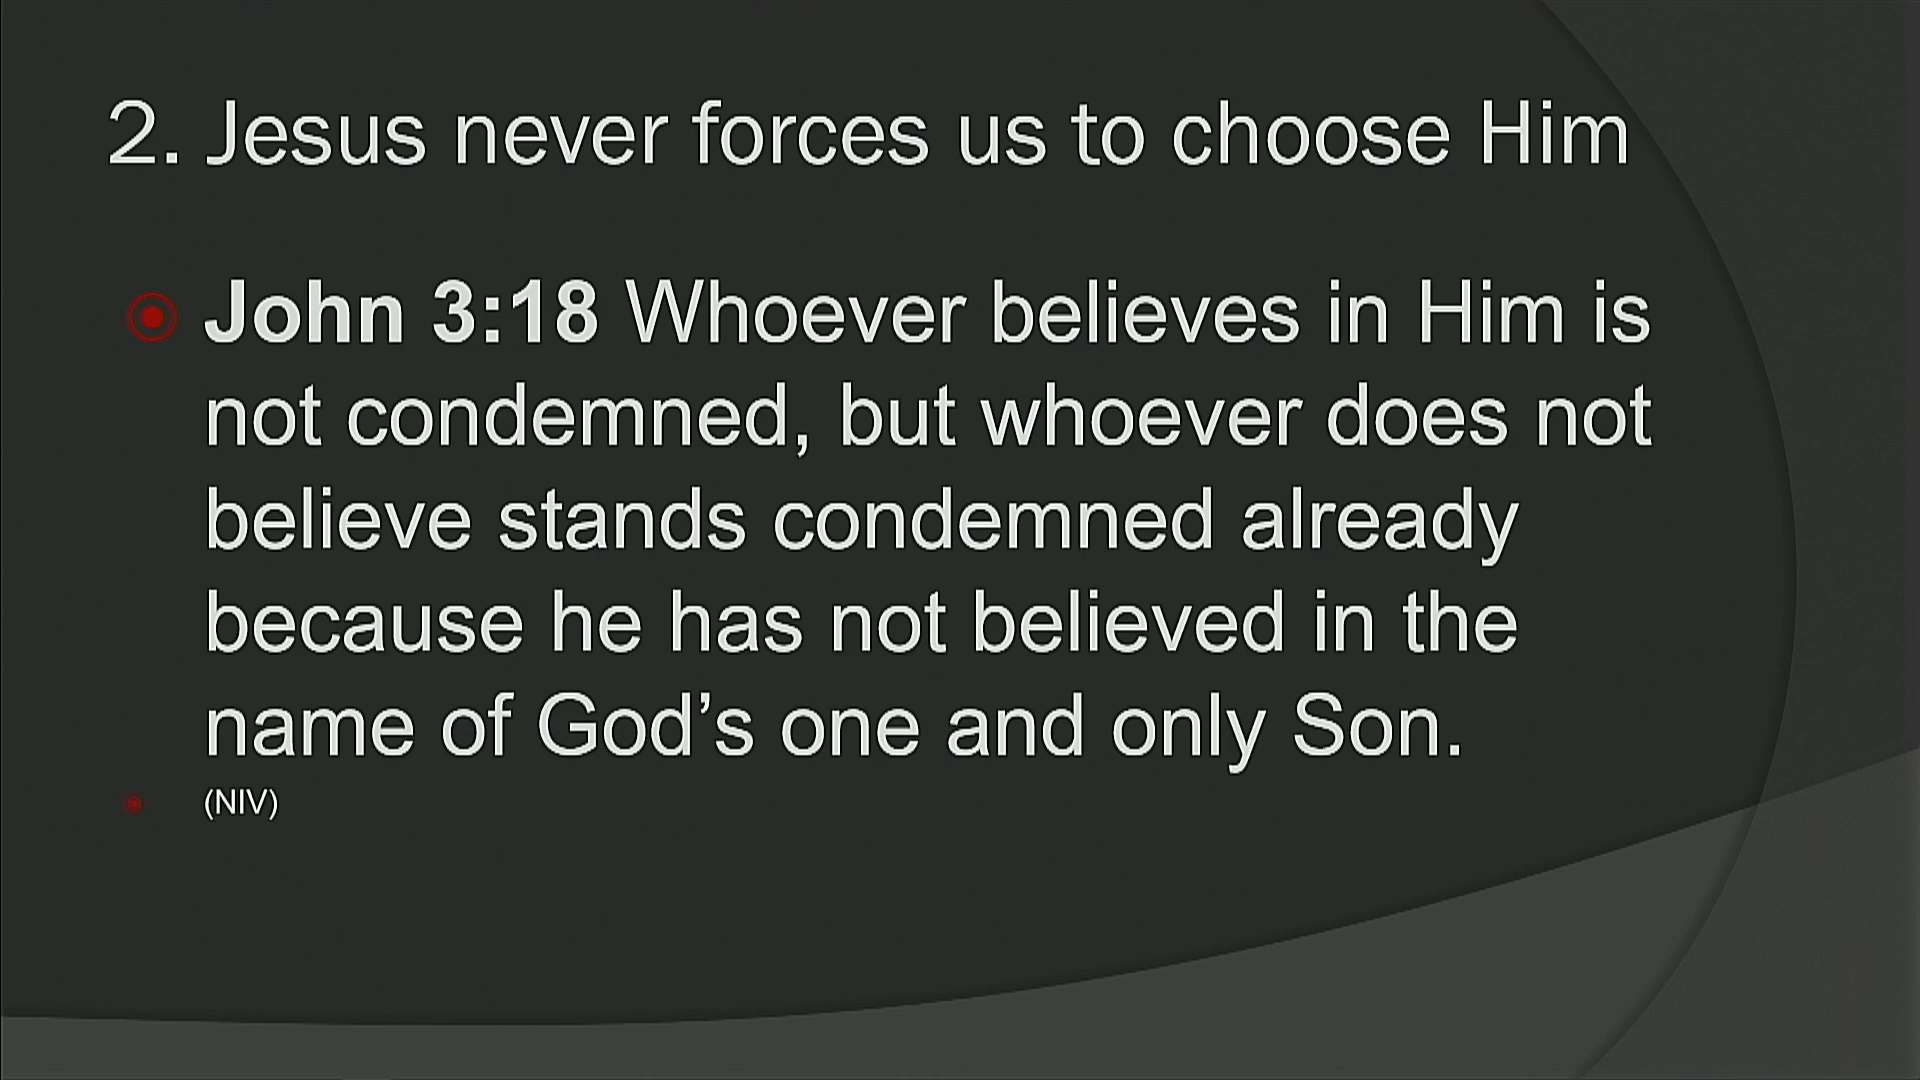 2. Jesus never forces us to choose Him
John 3:18 Whoever believes in Him is
not condemned, but whoever does not
believe stands condemned already
because he has not believed in the
name of God’s one and only Son.
(NIV)